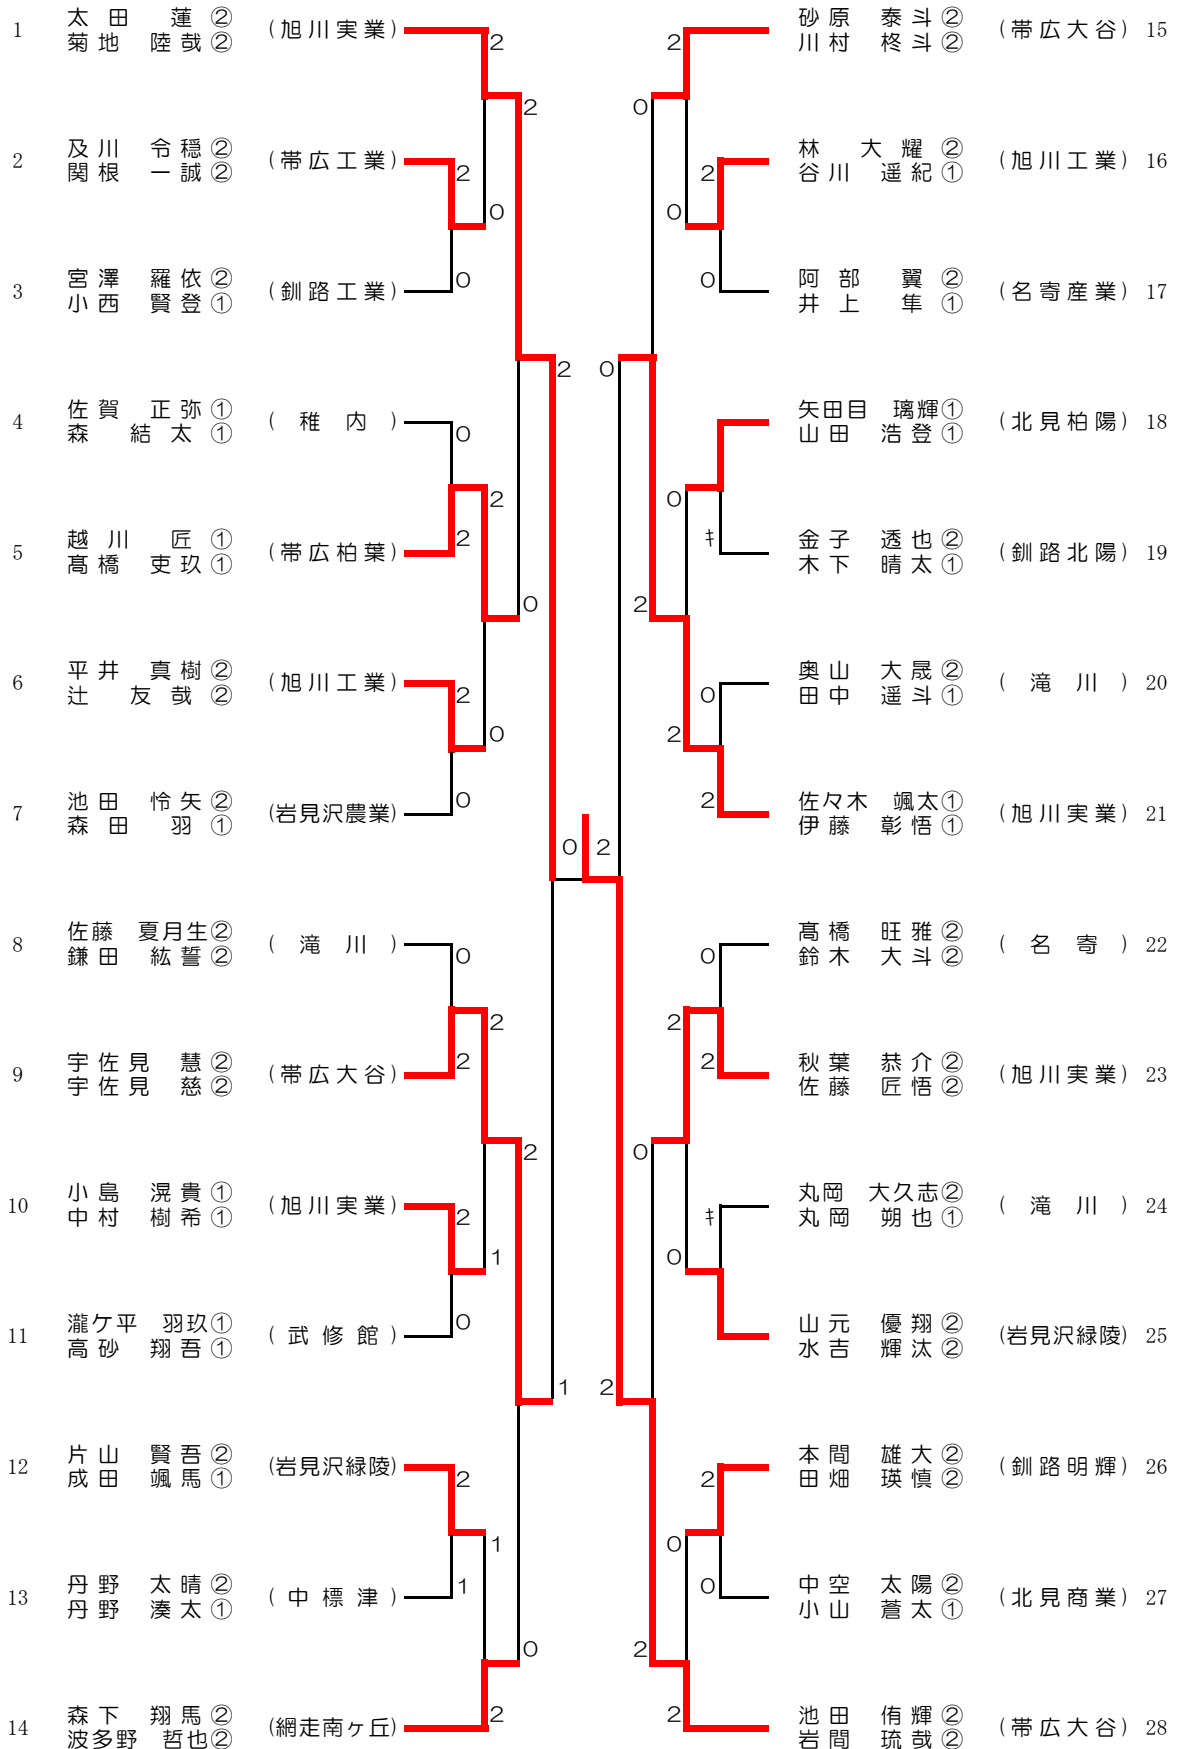 1 太田 蓮② (旭川実業)
菊地 陸哉②
2
2
2 及川 令穏② (帯広工業)
関根 一誠②
2
0
3 宮澤 羅依② (釧路工業)
小西 賢登①
0
2
4 佐賀 正弥① (稚内)
森 結太①
0
2
5 越川 匠① (帯広柏葉)
髙橋 吏玖①
2
0
6 平井 真樹② (旭川工業)
辻 友哉②
2
0
7 池田 怜矢② (岩見沢農業)
森田 羽①
0
0 2
8 佐藤 夏月生② (滝川)
鎌田 紘誓②
0
2
9 宇佐見 慧② (帯広大谷)
宇佐見 慈②
2
2
10 小島 滉貴① (旭川実業)
中村 樹希①
2
1
11 瀧ケ平 羽玖① (武修館)
高砂 翔吾①
0
1
12 片山 賢吾② (岩見沢緑陵)
成田 颯馬①
2
1
13 丹野 太晴② (中標津)
丹野 湊太①
1
0
14 森下 翔馬② (網走南ヶ丘)
波多野 哲也②
2
砂原 泰斗② (帯広大谷) 15
川村 柊斗②
2
0
林 大耀② (旭川工業) 16
谷川 遥紀①
2
0
阿部 翼② (名寄産業) 17
井上 隼①
0
0
矢田目 璃輝① (北見柏陽) 18
山田 浩登①
0
金子 透也② (釧路北陽) 19
木下 晴太①
キ
2
奥山 大晟② (滝川) 20
田中 遥斗①
0
2
佐々木 颯太① (旭川実業) 21
伊藤 彰悟①
2
髙橋 旺雅② (名寄) 22
鈴木 大斗②
0
2
秋葉 恭介② (旭川実業) 23
佐藤 匠悟②
2
0
丸岡 大久志② (滝川) 24
丸岡 朔也①
キ
0
山元 優翔② (岩見沢緑陵) 25
水吉 輝汰②
2
本間 雄大② (釧路明輝) 26
田畑 瑛慎②
2
0
中空 太陽② (北見商業) 27
小山 蒼太①
0
2
池田 侑輝② (帯広大谷) 28
岩間 琉哉②
2